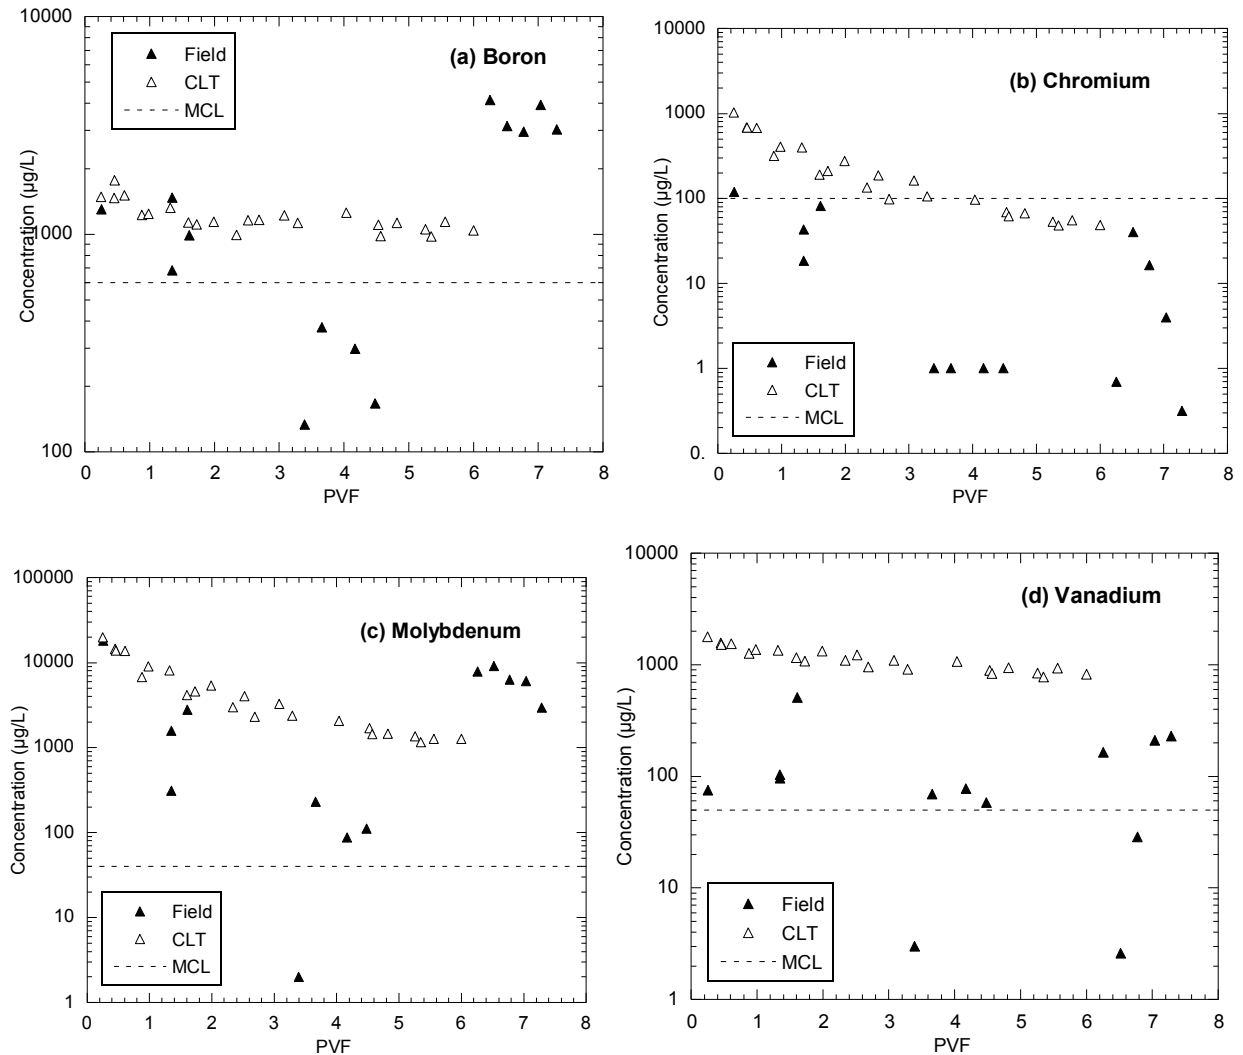 (a) Boron
Field
CLT
MCL
Concentration (µg/L)
10000
1000
100
0 1 2 3 4 5 6 7 8
PVF
(b) Chromium
Concentration (µg/L)
10000
1000
100
10
1
0.
Field
CLT
MCL
0 1 2 3 4 5 6 7 8
PVF
(c) Molybdenum
Concentration (µg/L)
100000
10000
1000
100
10
1
Field
CLT
MCL
0 1 2 3 4 5 6 7 8
PVF
(d) Vanadium
Concentration (µg/L)
10000
1000
100
10
1
Field
CLT
MCL
0 1 2 3 4 5 6 7 8
PVF